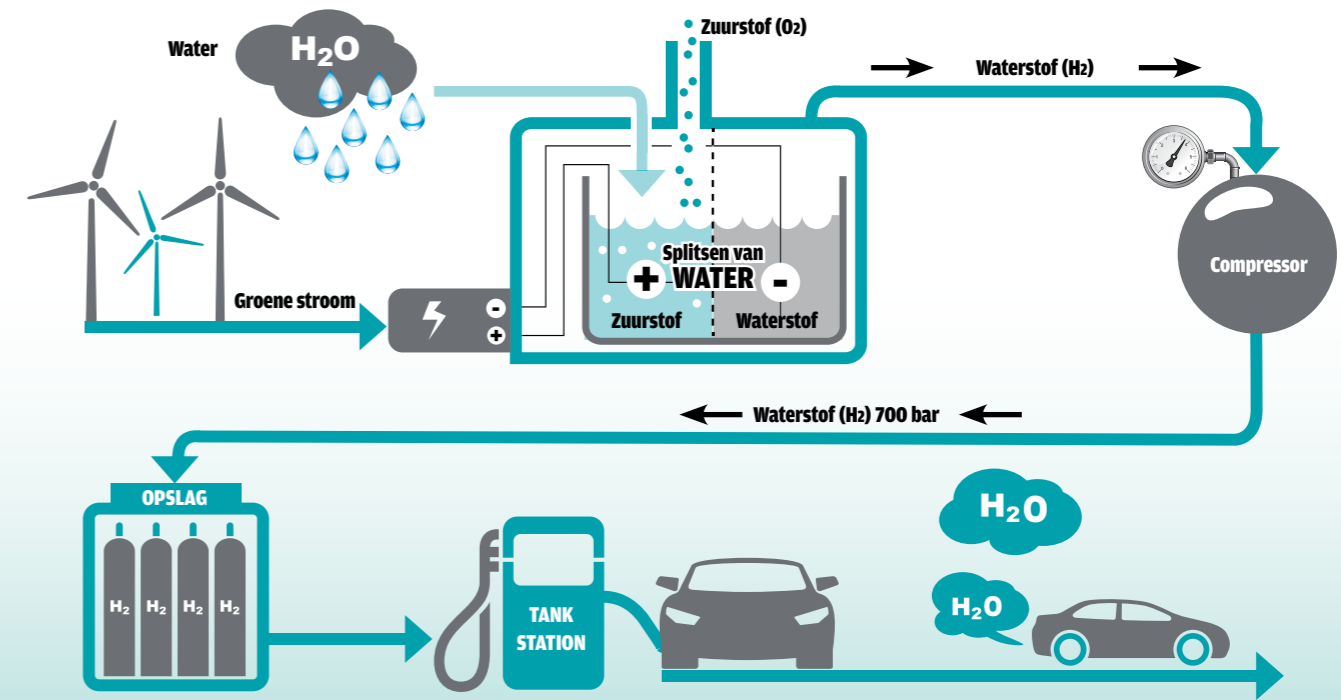 Water
H₂O
Zuurstof (O₂)
Waterstof (H₂)
Compressor
Groene stroom
-
+
Splitsen van
WATER
+
-
Zuurstof
Waterstof
Waterstof (H₂) 700 bar
OPSLAG
H₂ H₂ H₂ H₂
TANK
STATION
H₂O
H₂O